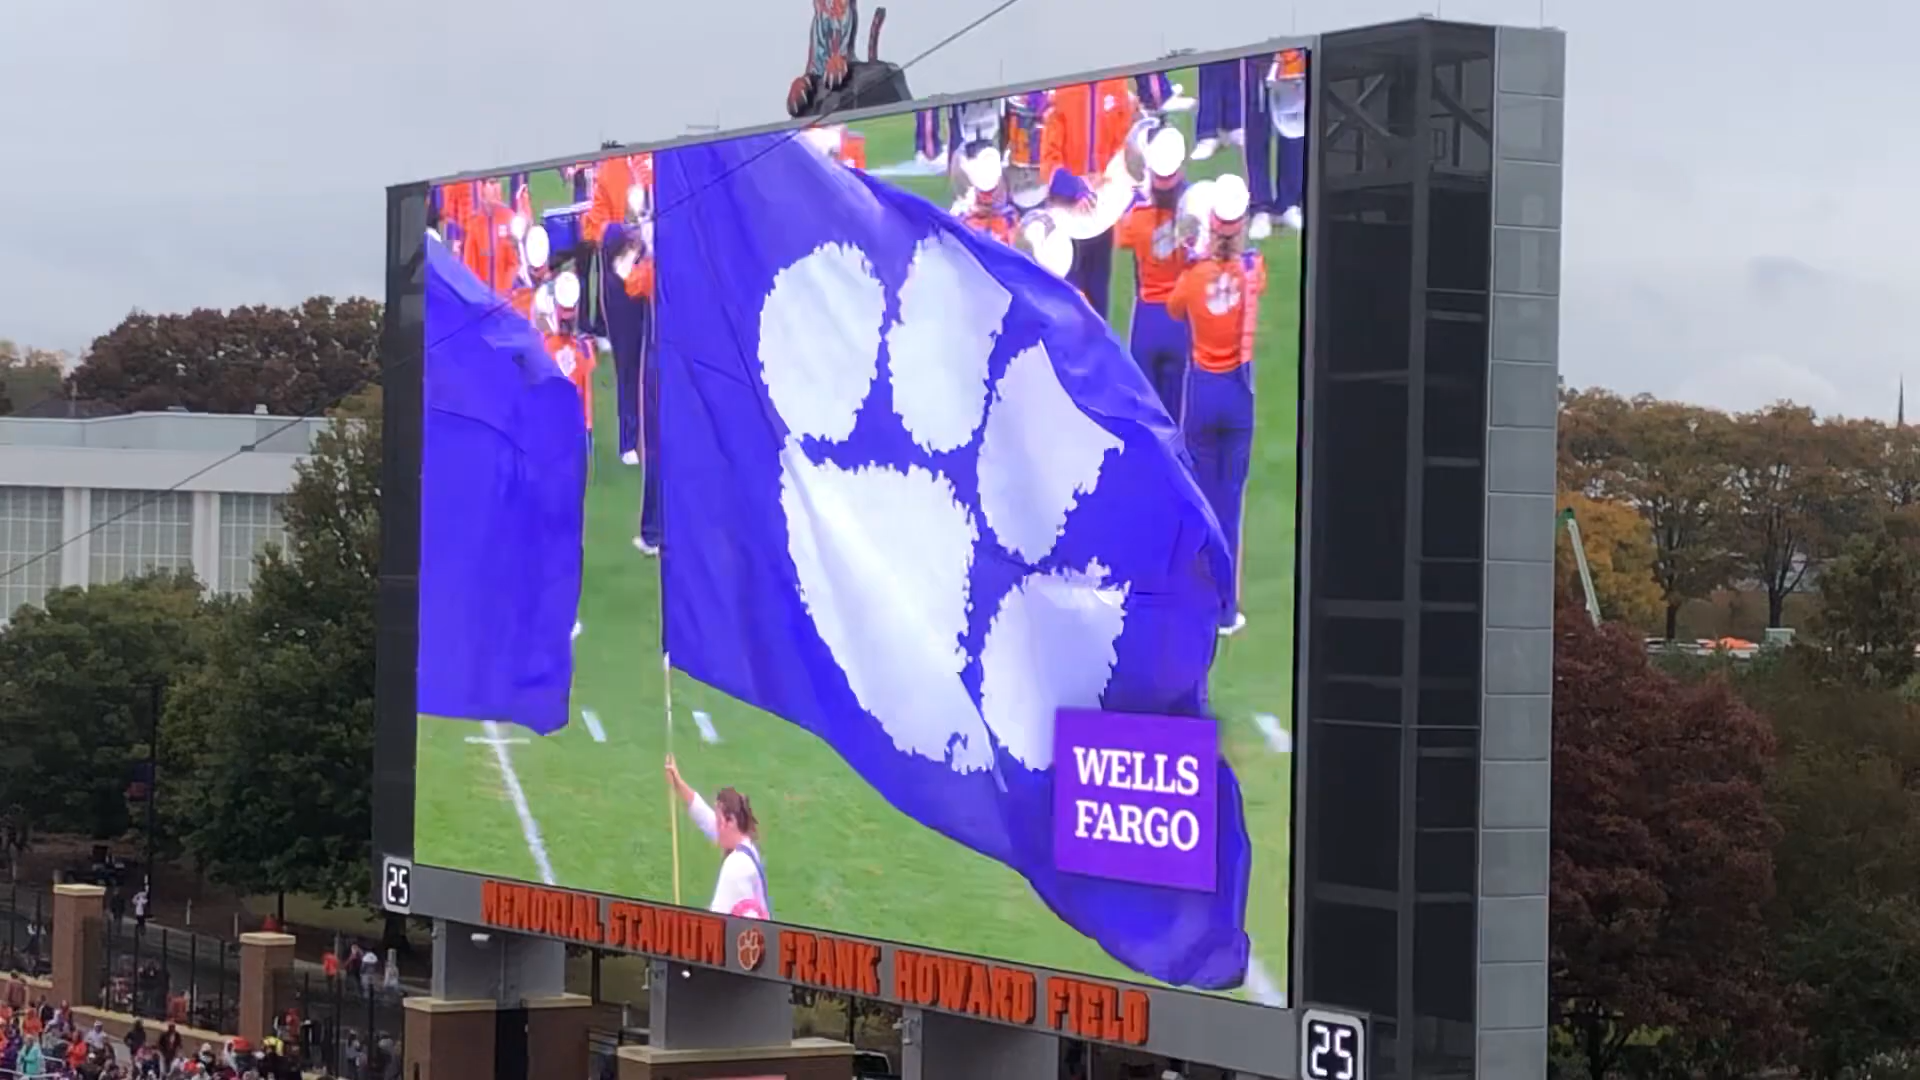 WELLS
FARGO
25
MEMORIAL STADIUM FRANK HOWARD FIELD
25